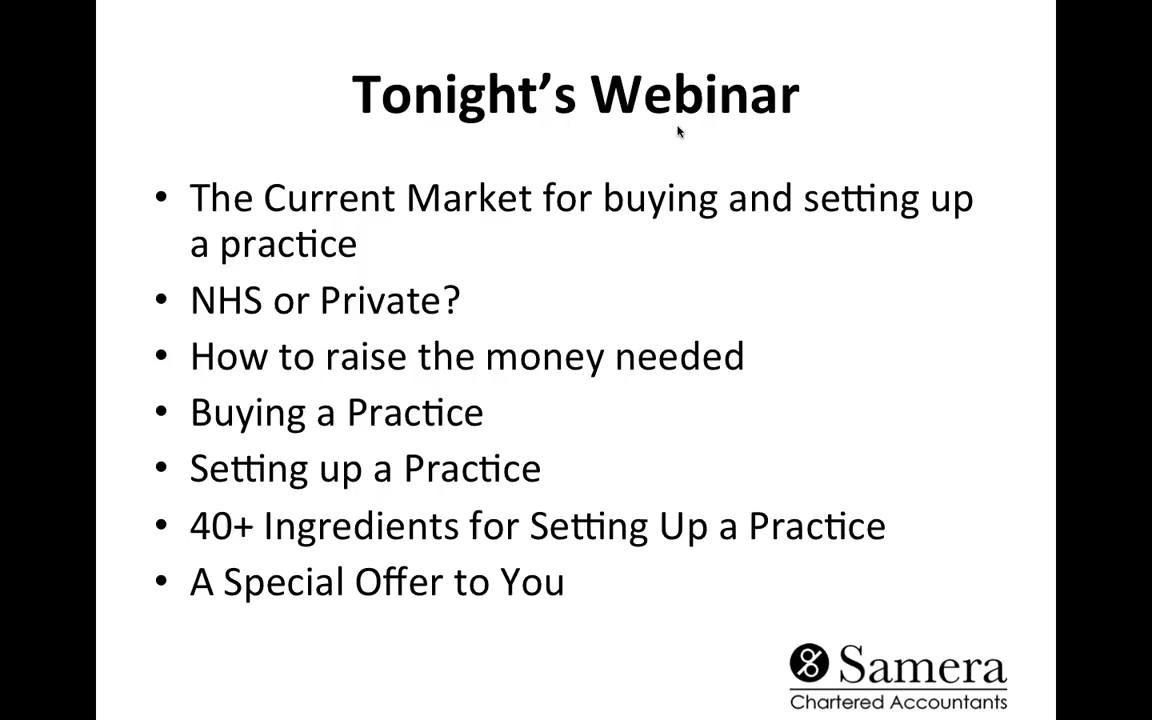 Tonight’s Webinar
• The Current Market for buying and setting up
a practice
• NHS or Private?
• How to raise the money needed
• Buying a Practice
• Setting up a Practice
• 40+ Ingredients for Setting Up a Practice
• A Special Offer to You
Samera
Chartered Accountants